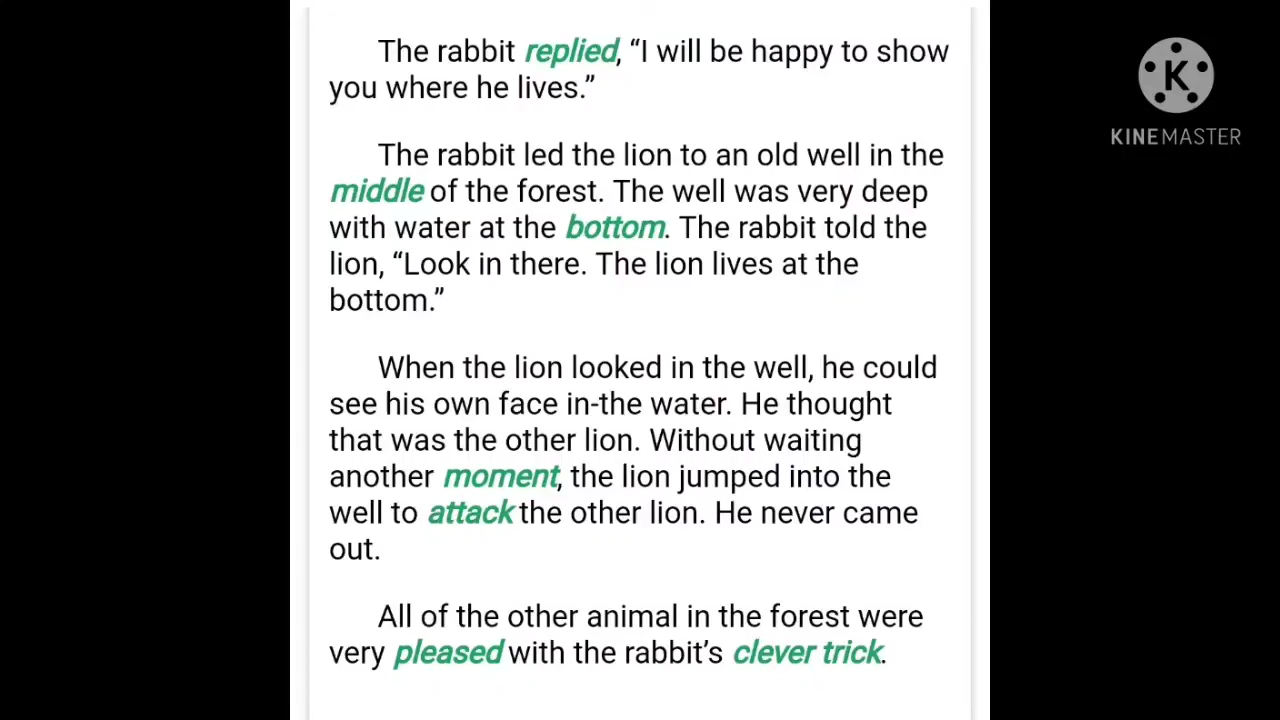 The rabbit replied, “I will be happy to show
you where he lives.”
The rabbit led the lion to an old well in the
middle of the forest. The well was very deep
with water at the bottom. The rabbit told the
lion, “Look in there. The lion lives at the
bottom.”
When the lion looked in the well, he could
see his own face in-the water. He thought
that was the other lion. Without waiting
another moment, the lion jumped into the
well to attack the other lion. He never came
out.
All of the other animal in the forest were
very pleased with the rabbit’s clever trick.
K
KINEMASTER